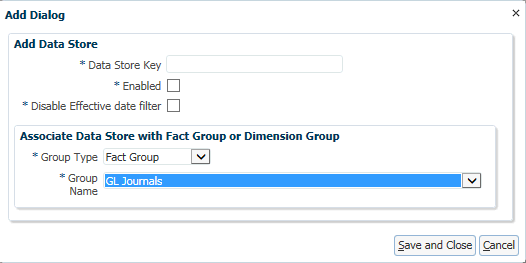 Add Dialog
Add Data Store
* Data Store Key
* Enabled
* Disable Effective date filter
Associate Data Store with Fact Group or Dimension Group
* Group Type Fact Group
* Group Name GL Journals
Save and Close Cancel